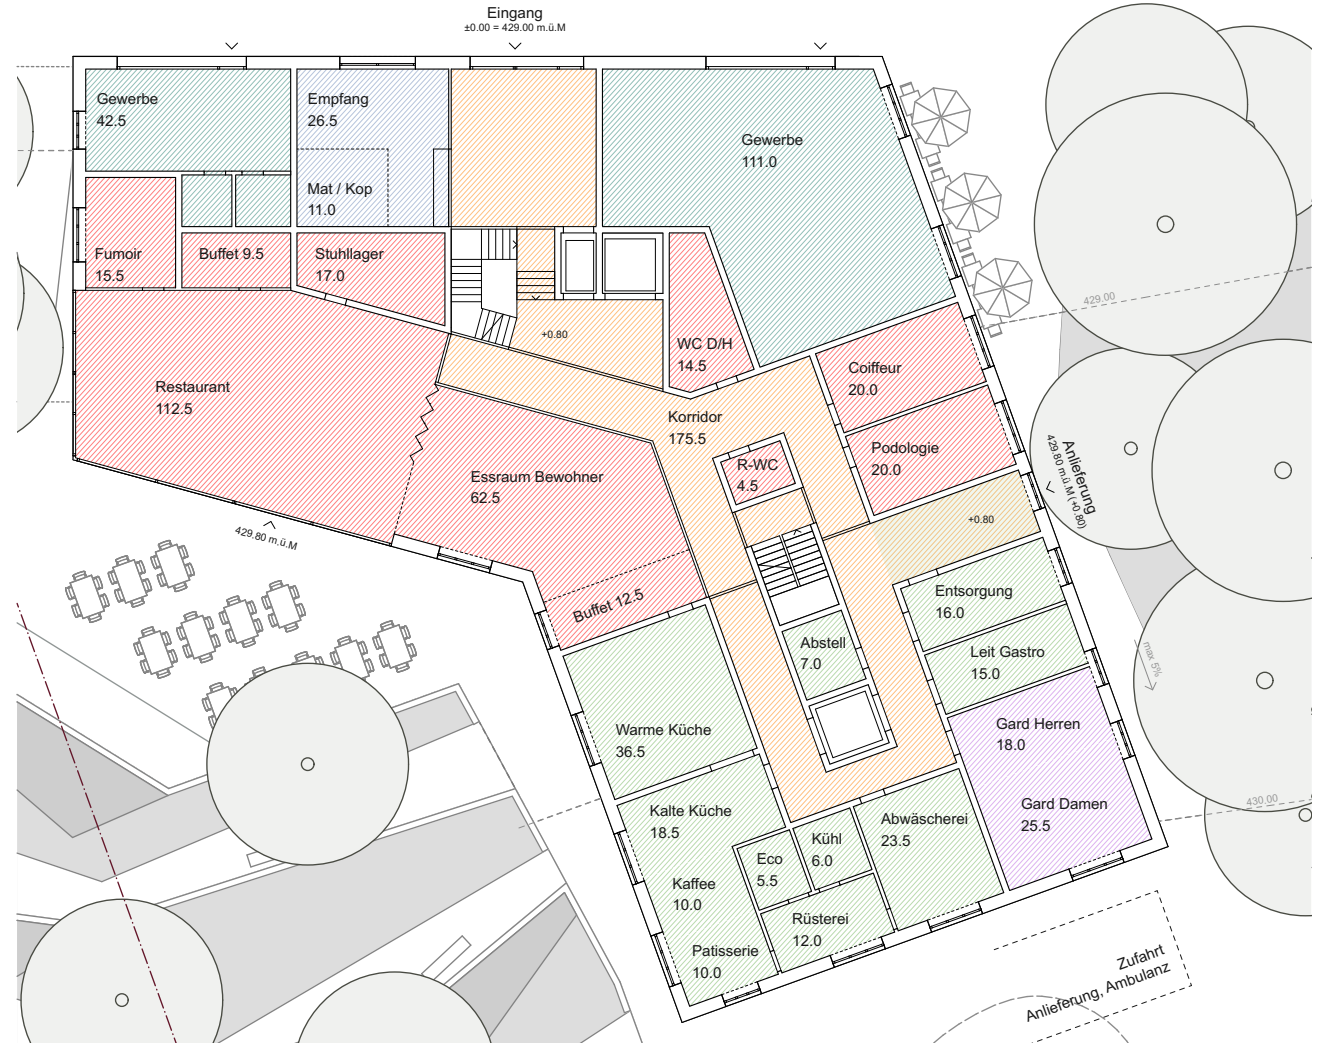 Eingang
±0.00 = 429.00 m.ü.M
Gewerbe
42.5
Empfang
26.5
Mat / Kop
11.0
Gewerbe
111.0
Fumoir
15.5
Buffet 9.5
Stuhllager
17.0
+0.80
WC D/H
14.5
429.00
Restaurant
112.5
Coiffeur
20.0
Korridor
175.5
Podologie
20.0
R-WC
4.5
Essraum Bewohner
62.5
Anlieferung
429.80 m.ü.M (+0.80)
+0.80
429.80 m.ü.M
Buffet 12.5
Entsorgung
16.0
Abstell
7.0
Leit Gastro
15.0
max 5%
Warme Küche
36.5
Gard Herren
18.0
Kalte Küche
18.5
Gard Damen
25.5
430.00
Abwäscherei
23.5
Kühl
6.0
Eco
5.5
Kaffee
10.0
Rüsterei
12.0
Patisserie
10.0
Zufahrt
Anlieferung, Ambulanz